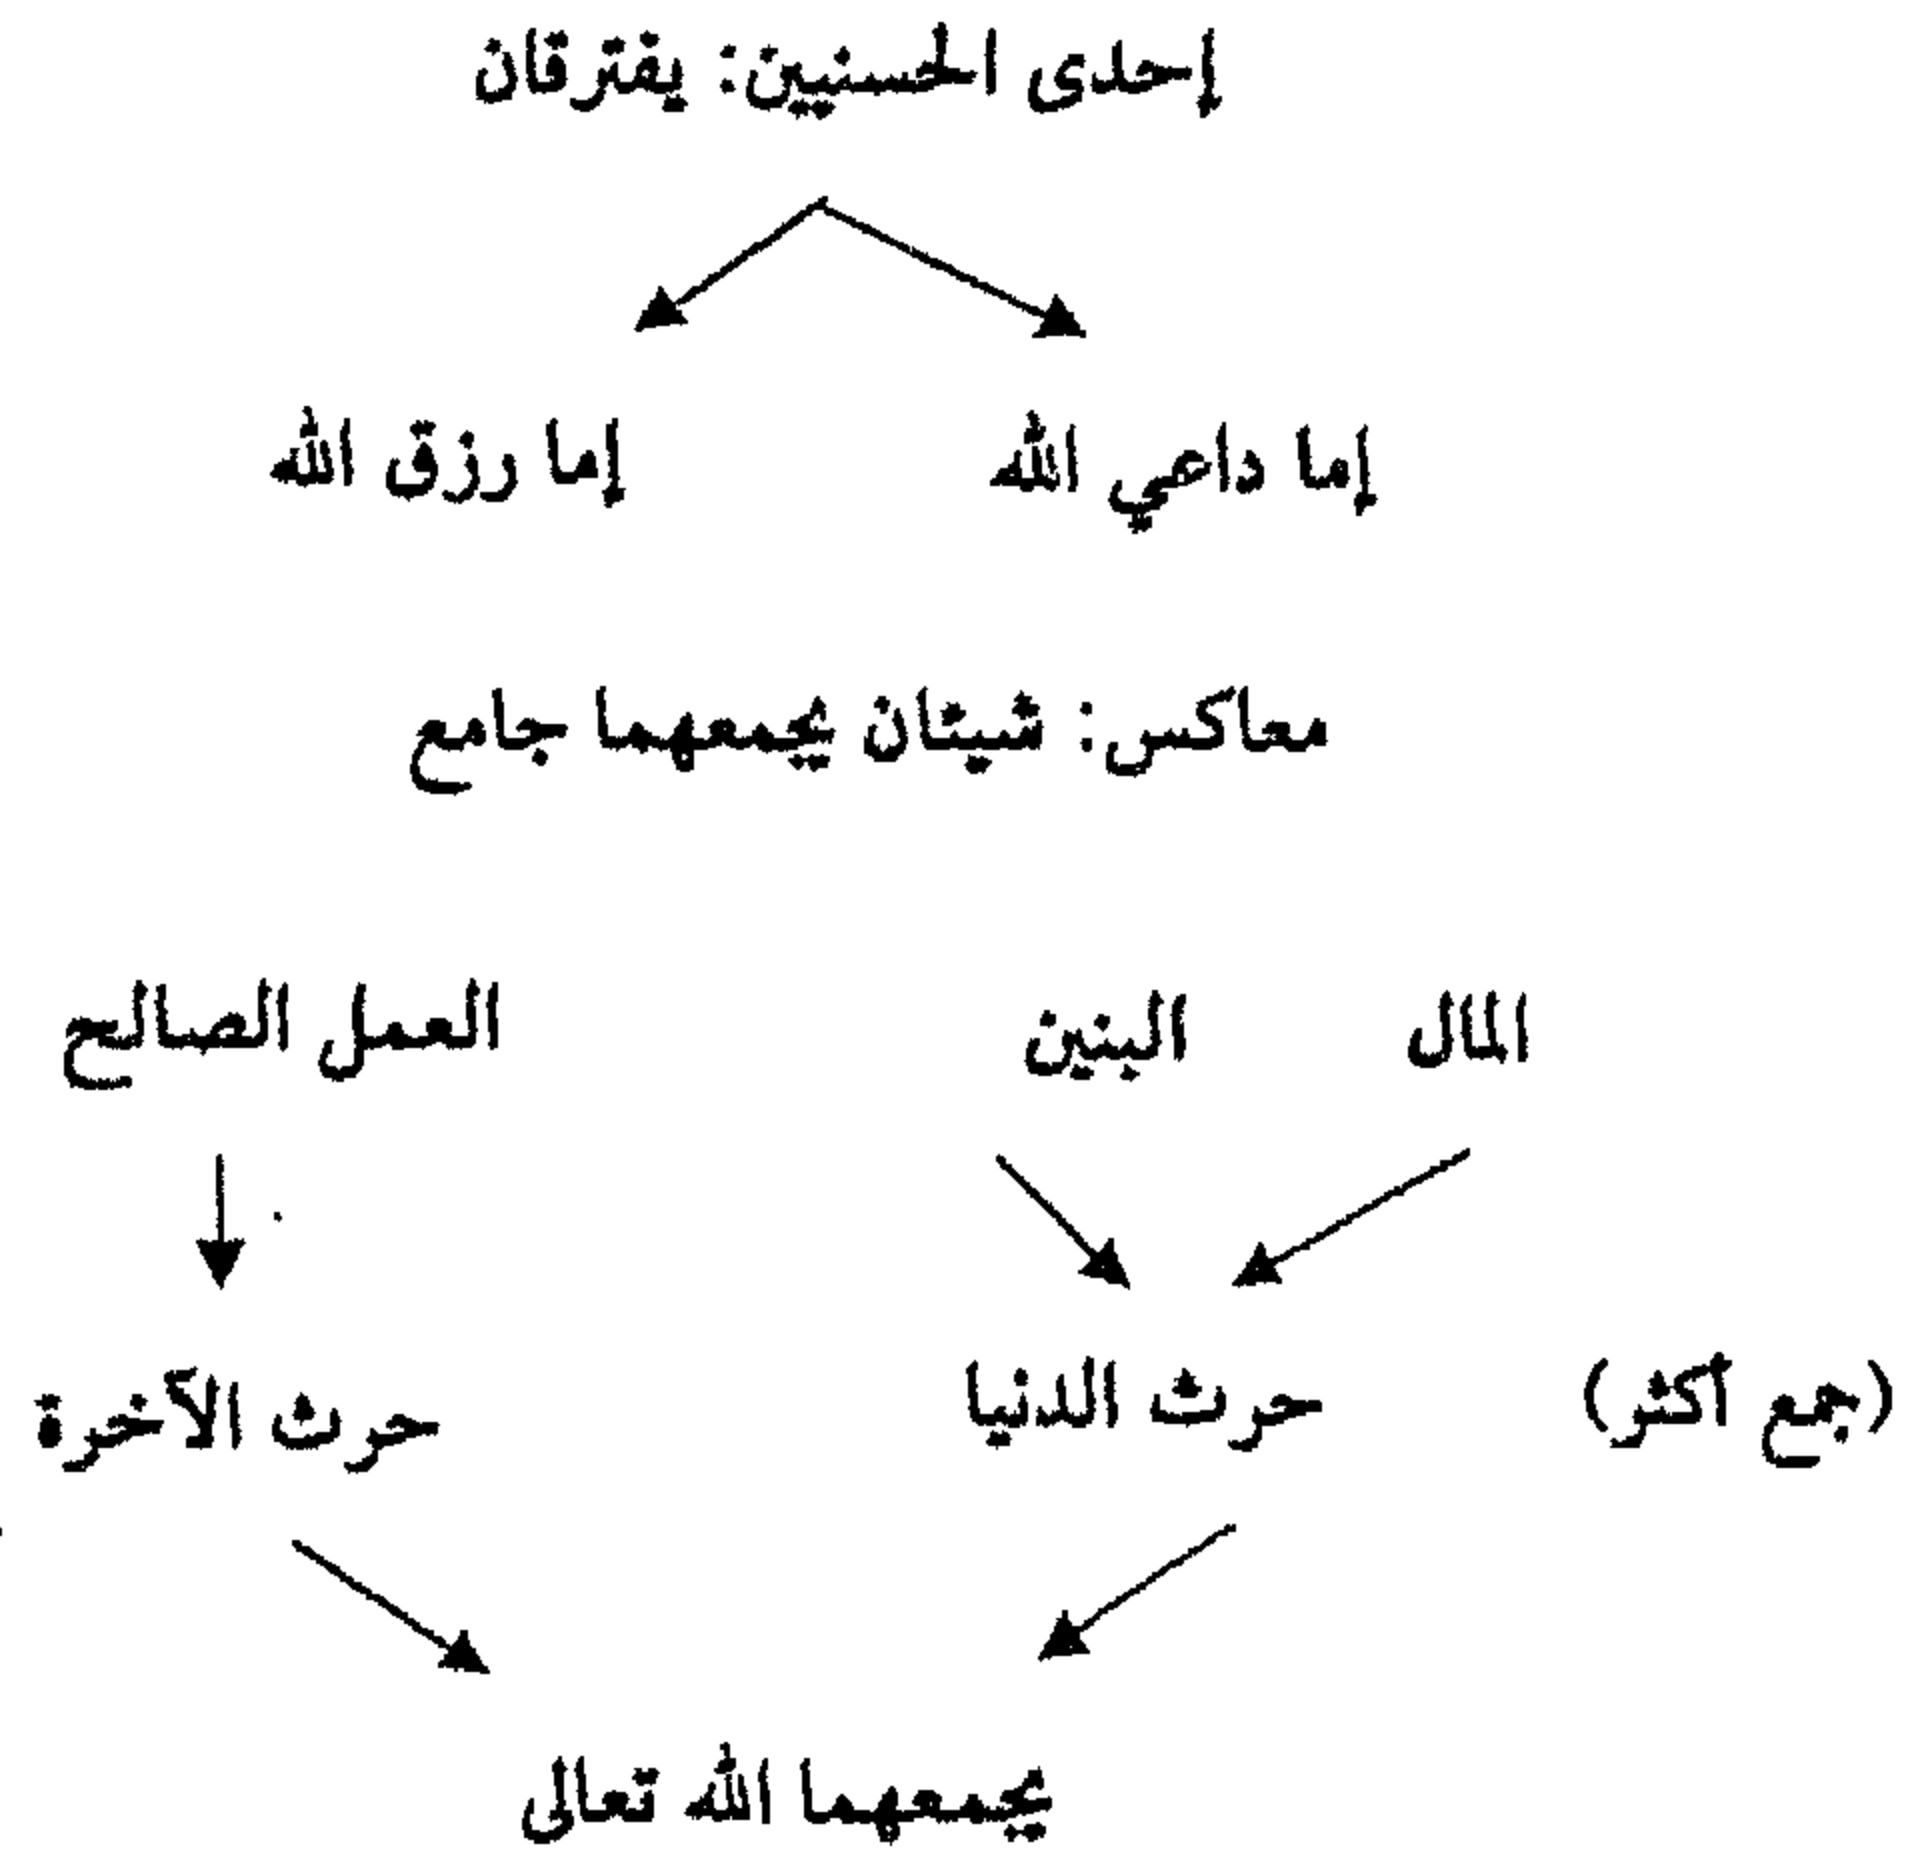 إحدى الحسنيين: يفترقان
إما داعي الله إما رزق الله
معاكس: شيئان يجمعهما جامع
المال البنين العمل الصالح
(جمع أكثر) حرث الدنيا حرث الآخرة
يجمعهما الله تعالى